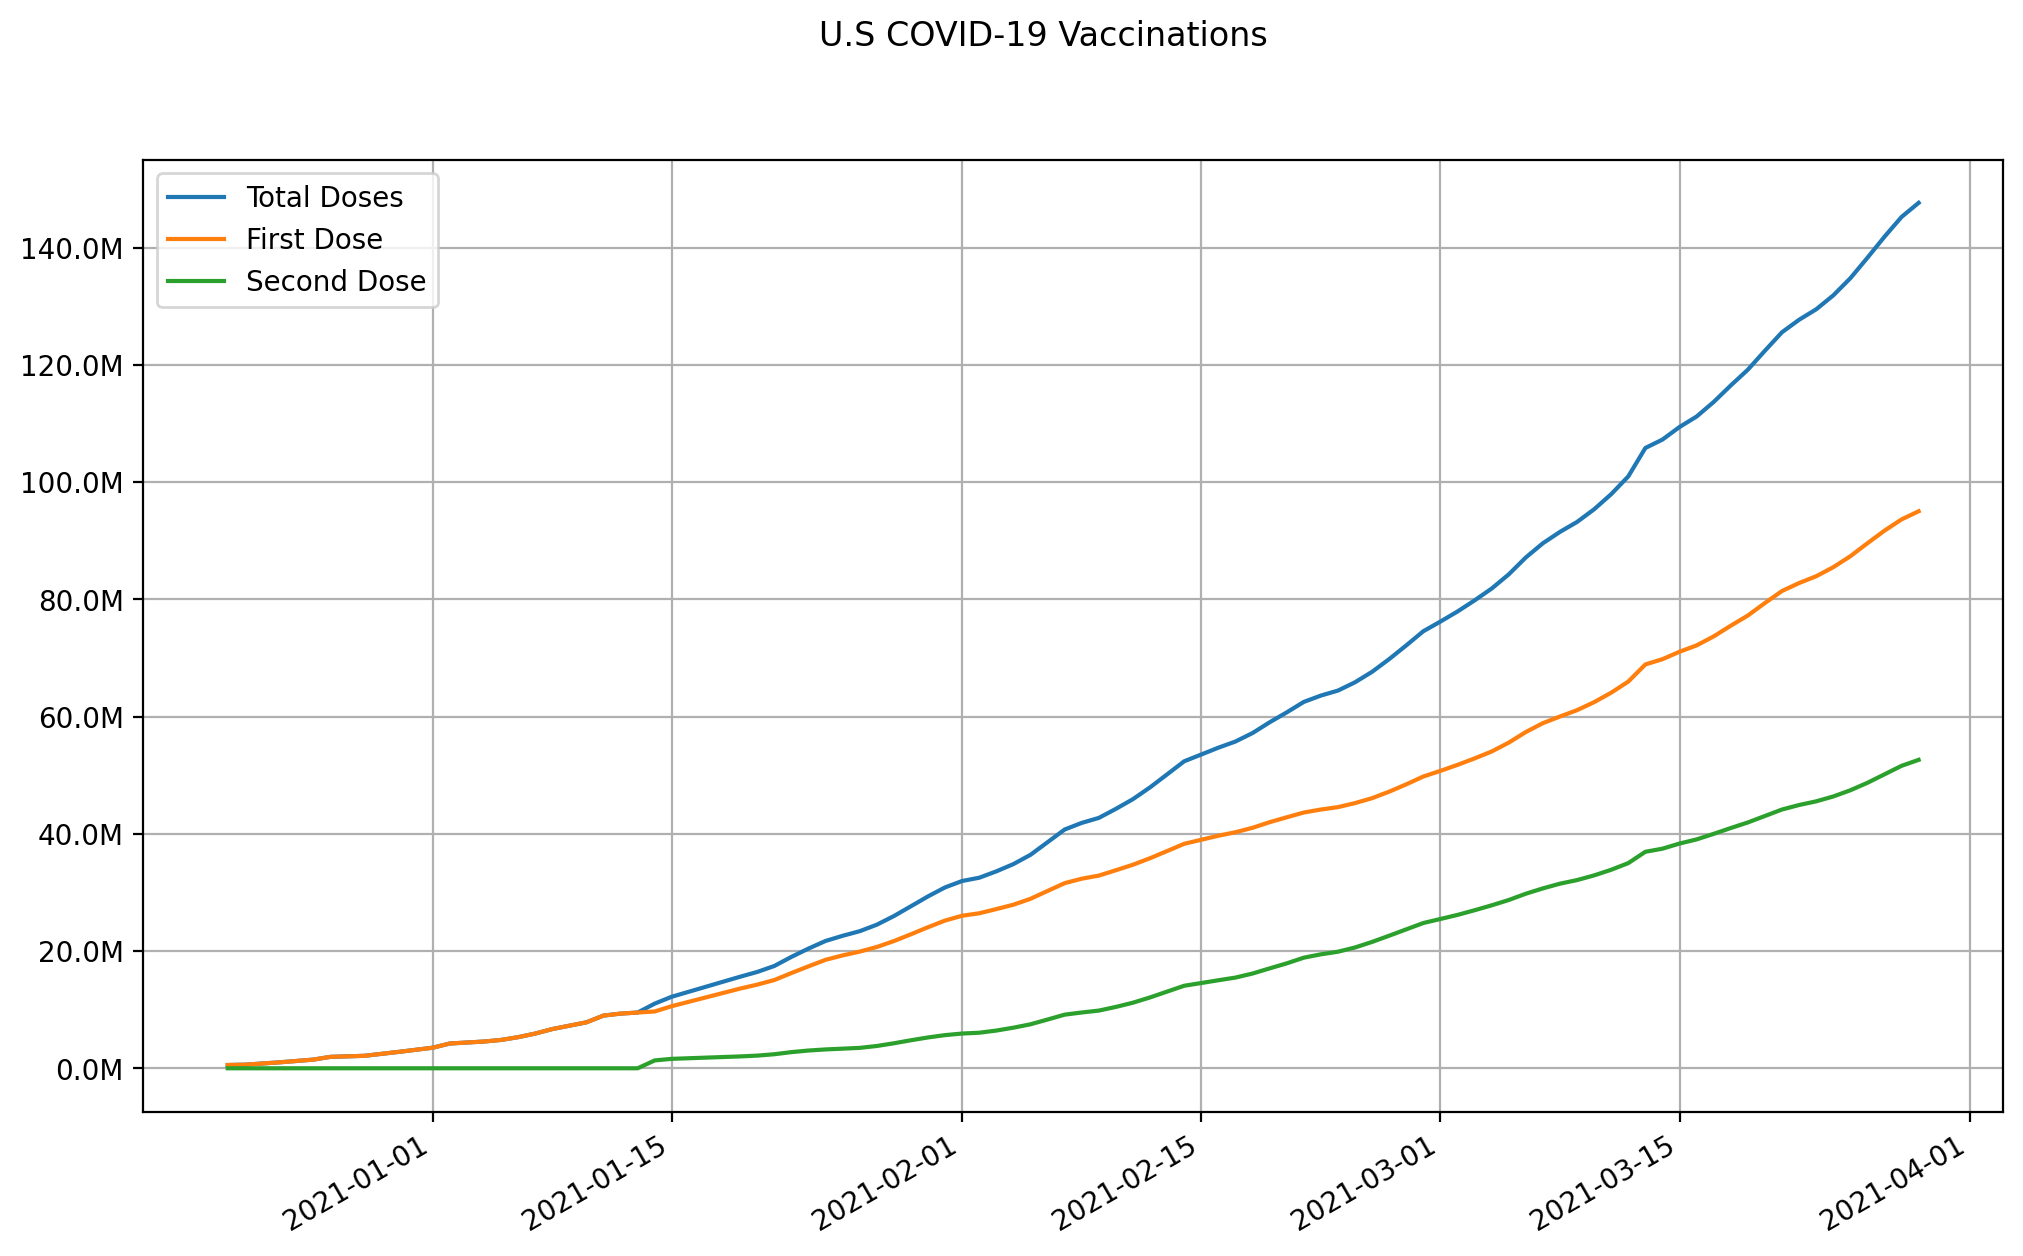 U.S COVID-19 Vaccinations
Total Doses
First Dose
Second Dose
140.0M
120.0M
100.0M
80.0M
60.0M
40.0M
20.0M
0.0M
2021-01-01
2021-01-15
2021-02-01
2021-02-15
2021-03-01
2021-03-15
2021-04-01